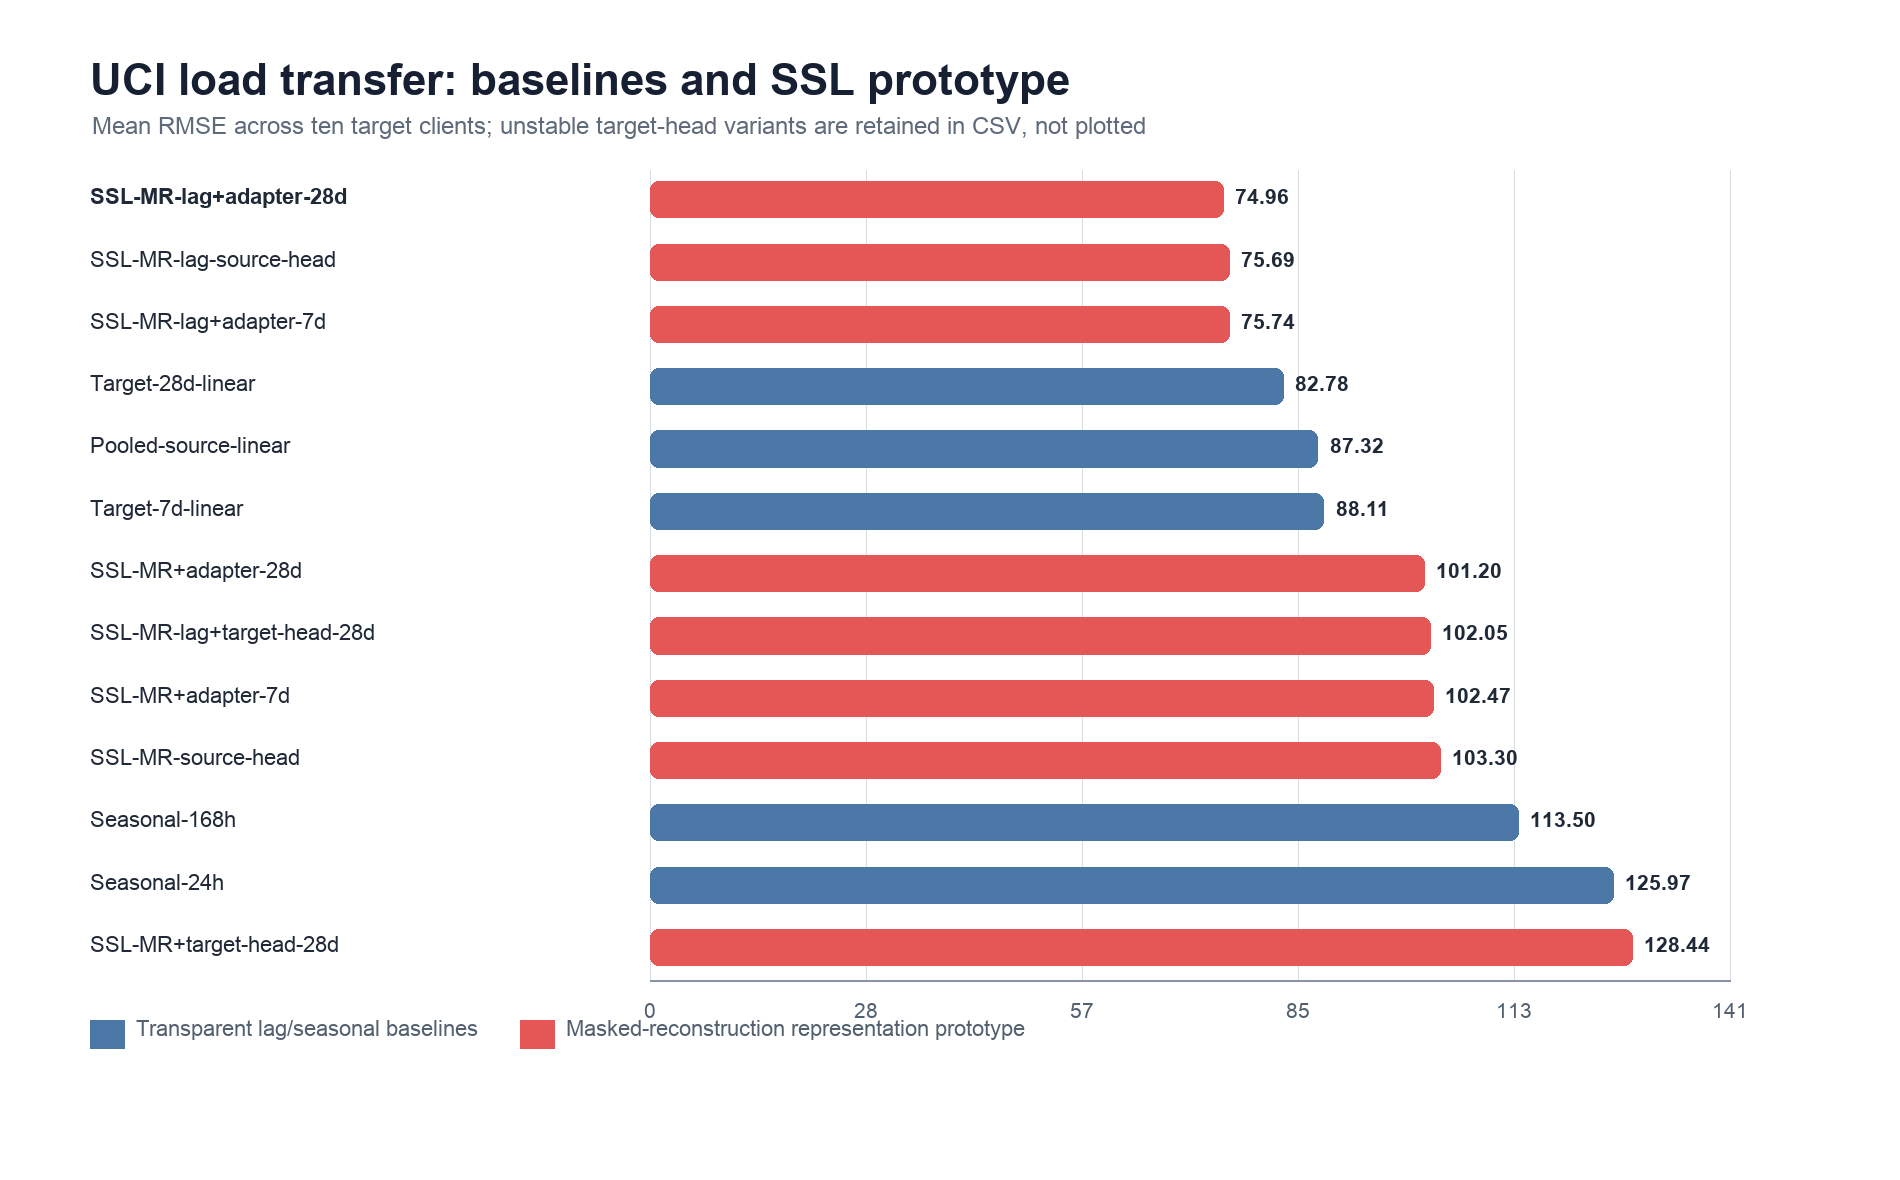 UCI load transfer: baselines and SSL prototype
Mean RMSE across ten target clients; unstable target-head variants are retained in CSV, not plotted
SSL-MR-lag+adapter-28d 74.96
SSL-MR-lag-source-head 75.69
SSL-MR-lag+adapter-7d 75.74
Target-28d-linear 82.78
Pooled-source-linear 87.32
Target-7d-linear 88.11
SSL-MR+adapter-28d 101.20
SSL-MR-lag+target-head-28d 102.05
SSL-MR+adapter-7d 102.47
SSL-MR-source-head 103.30
Seasonal-168h 113.50
Seasonal-24h 125.97
SSL-MR+target-head-28d 128.44
0 28 57 85 113 141
Transparent lag/seasonal baselines Masked-reconstruction representation prototype